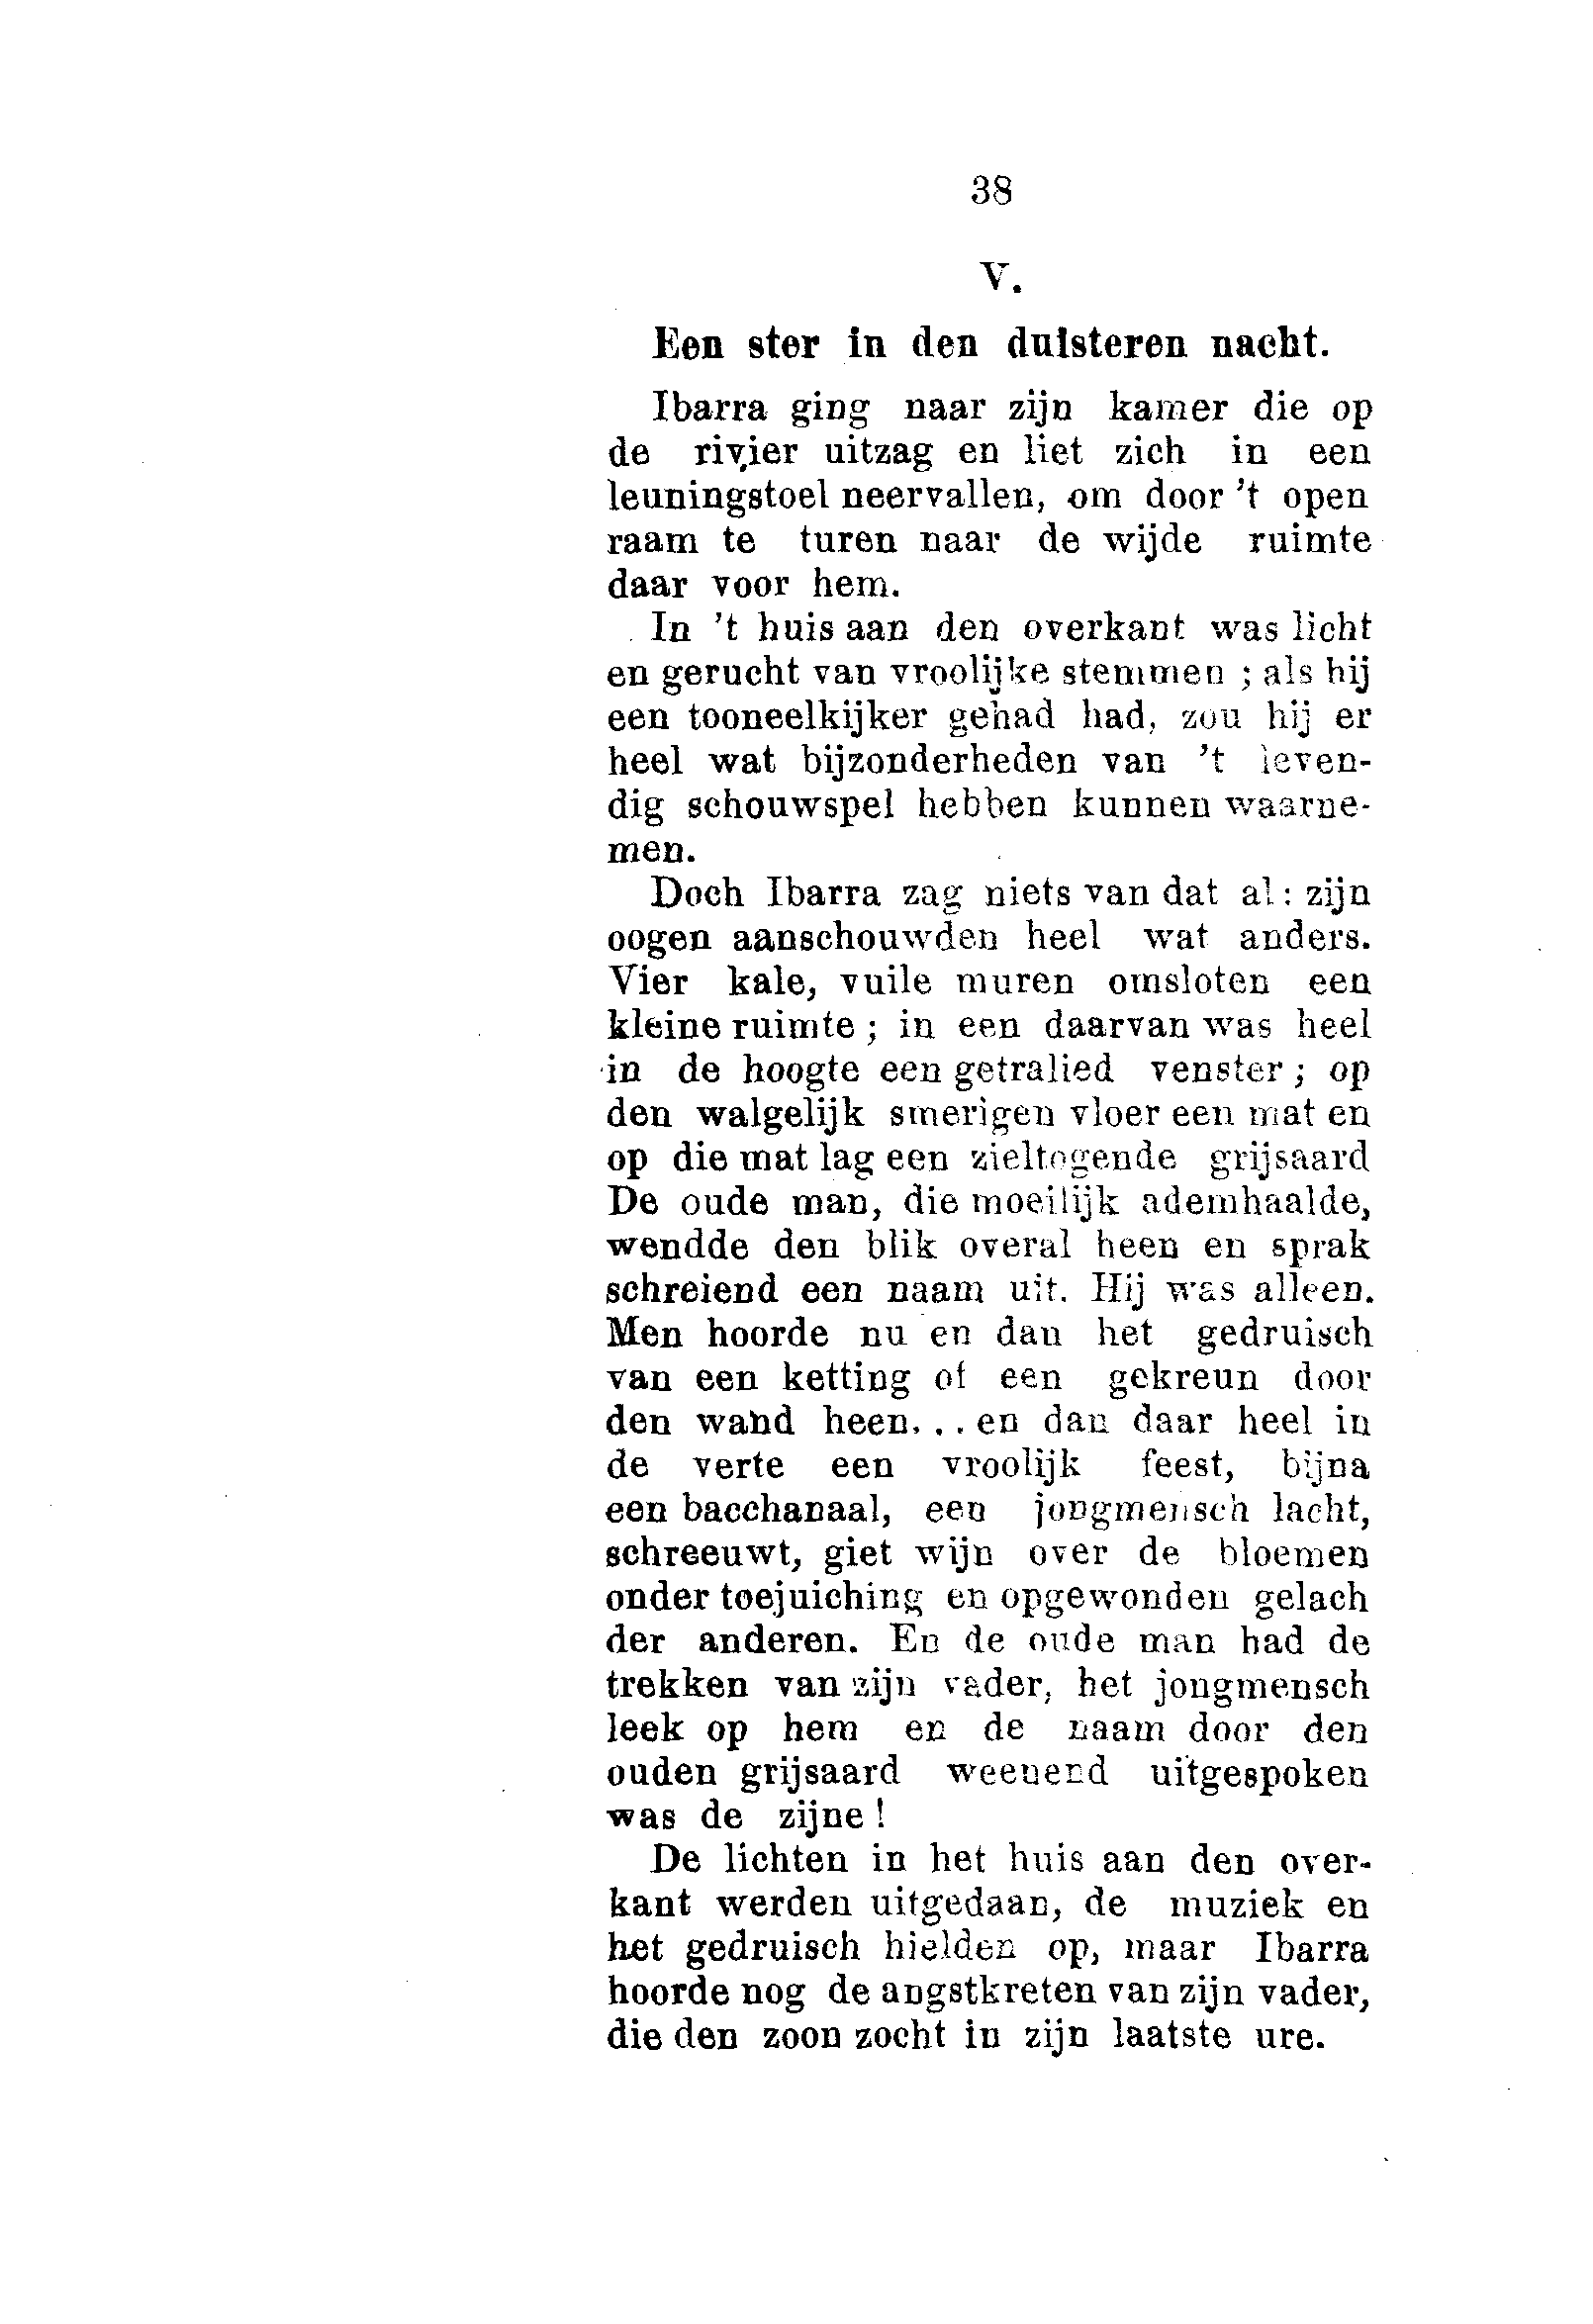 38
V.
Een ster in den duisteren nacht.
Ibarra ging naar zijn kamer die op
de rivier uitzag en liet zich in een
leuningstoel neervallen, om door 't open
raam te turen naar de wijde ruimte
daar voor hem.
In 't huis aan den overkant was licht
en gerucht van vroolijke stemmen ; als hij
een tooneelkijker gehad had, zou hij er
heel wat bijzonderheden van 't leven-
dig schouwspel hebben kunnen waarne-
men.
Doch Ibarra zag niets van dat al : zijn
oogen aanschouwden heel wat anders.
Vier kale, vuile muren omsloten een
kleine ruimte ; in een daarvan was heel
in de hoogte een getralied venster ; op
den walgelijk smerigen vloer een mat en
op die mat lag een zieltogende grijsaard
De oude man, die moeilijk ademhaalde,
wendde den blik overal heen en sprak
schreiend een naam uit. Hij was alleen.
Men hoorde nu en dan het gedruisch
van een ketting of een gekreun door
den wand heen... en dan daar heel in
de verte een vroolijk feest, bijna
een bacchanaal, een jongmensch lacht,
schreeuwt, giet wijn over de bloemen
onder toejuiching en opgewonden gelach
der anderen. En de oude man had de
trekken van zijn vader, het jongmensch
leek op hem en de naam door den
ouden grijsaard weenend uitgespoken
was de zijne !
De lichten in het huis aan den over-
kant werden uitgedaan, de muziek en
het gedruisch hielden op, maar Ibarra
hoorde nog de angstkreten van zijn vader,
die den zoon zocht in zijn laatste ure.